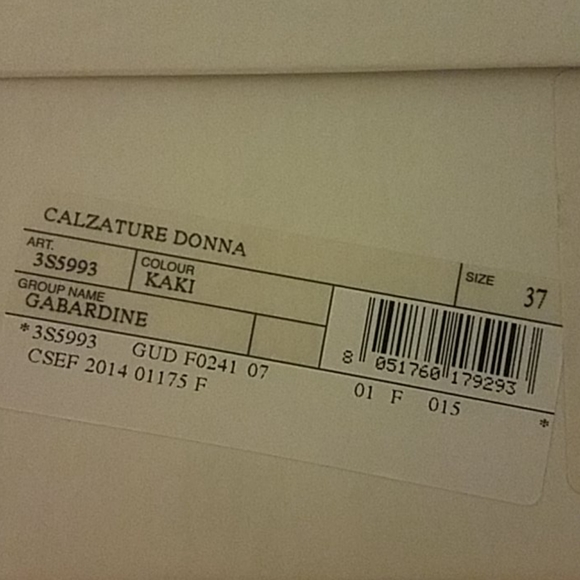 CALZATURE DONNA
ART.
3S5993
COLOUR
KAKI
SIZE
37
GROUP NAME
GABARDINE
8 051760 179293
*3S5993 GUD F0241 07
CSEF 2014 01175 F
01 F 015 *